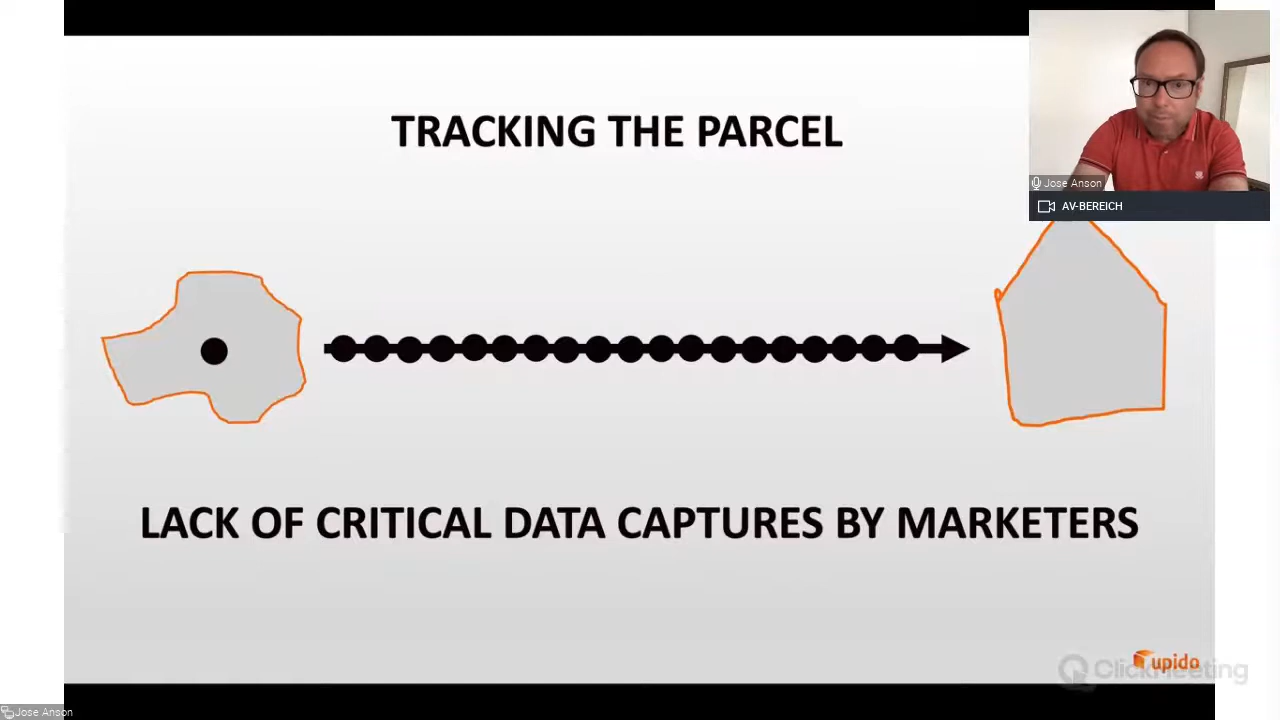 TRACKING THE PARCEL
Jose Anson
AV-BEREICH
LACK OF CRITICAL DATA CAPTURES BY MARKETERS
upido
ClickMeeting
Jose Anson